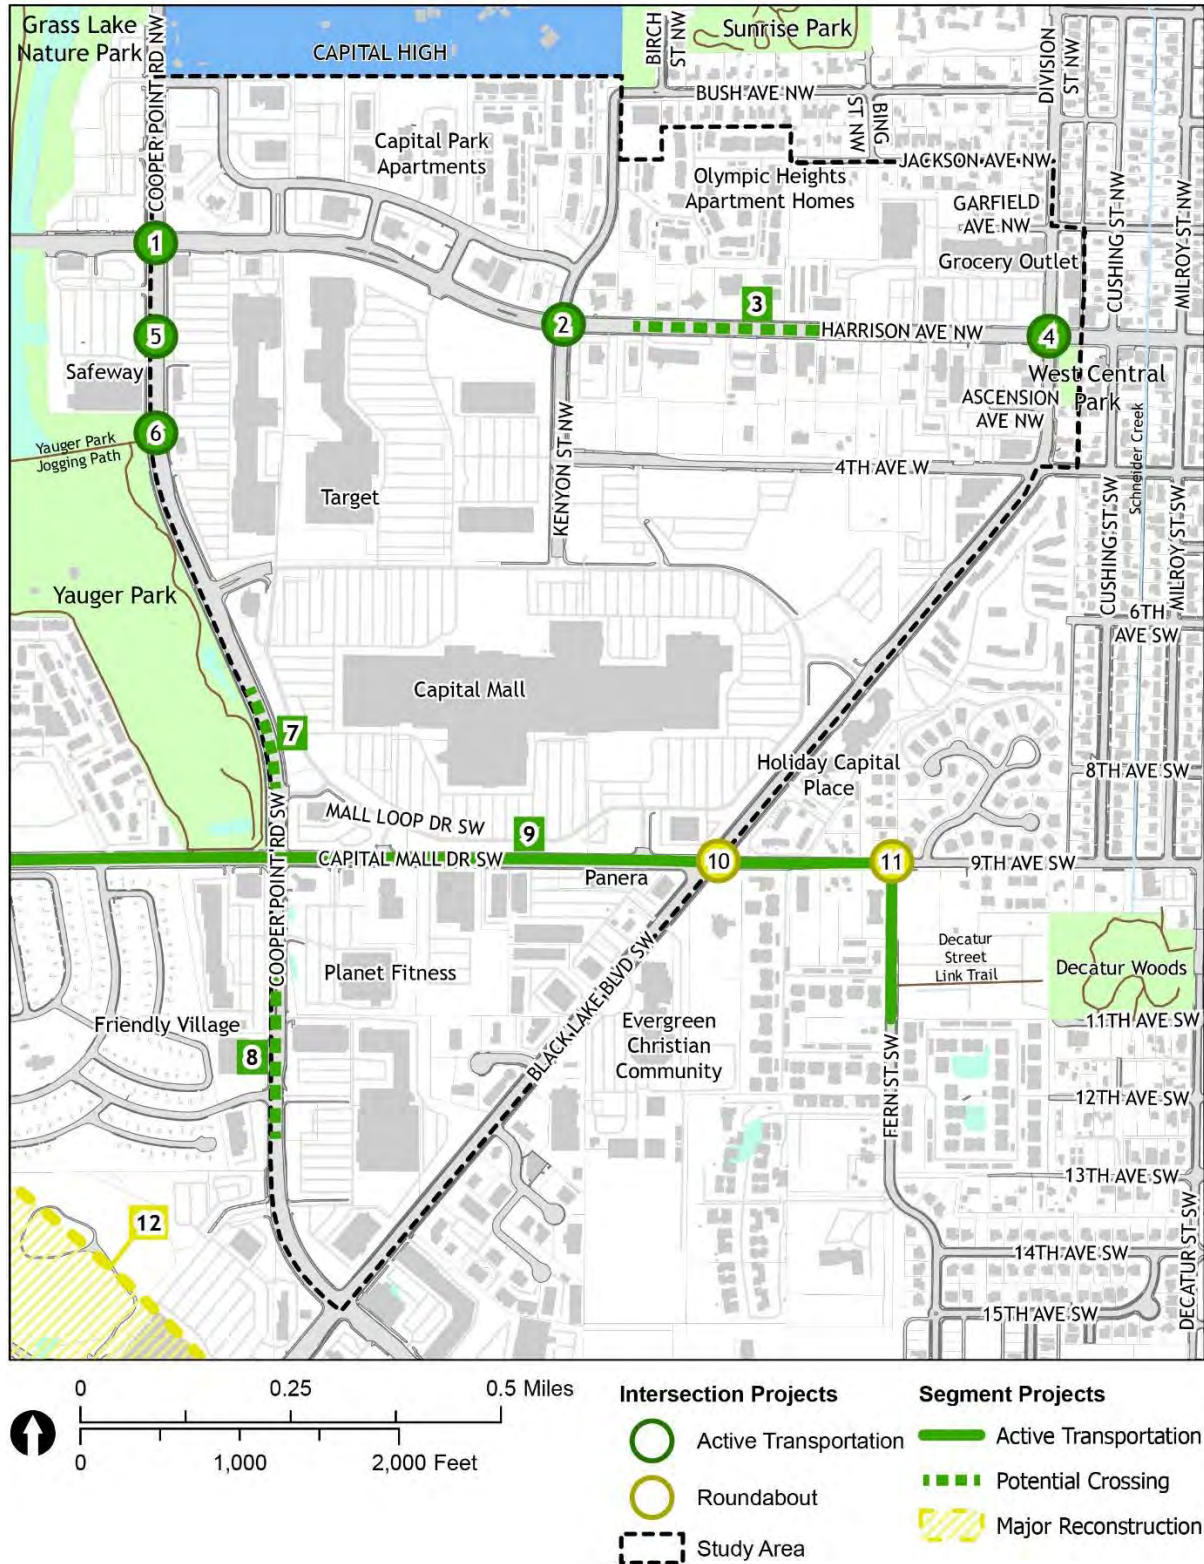 Grass Lake
Nature Park
COOPER POINT RD NW
CAPITAL HIGH
BIRCH
ST NW
Sunrise Park
DIVISION
ST NW
BUSH AVE NW
BING
ST NW
Capital Park
Apartments
JACKSON AVE NW
Olympic Heights
Apartment Homes
GARFIELD
AVE NW
CUSHING ST NW
MILROY ST NW
1
Grocery Outlet
2
3
HARRISON AVE NW
4
5
Safeway
West Central
Park
ASCENSION
AVE NW
6
Yauger Park
Jogging Path
KENYON ST NW
4TH AVE W
Schneider Creek
Target
CUSHING ST SW
MILROY ST SW
Yauger Park
6TH
AVE SW
Capital Mall
7
Holiday Capital
Place
8TH AVE SW
MALL LOOP DR SW
9
COOPER POINT RD SW
CAPITAL MALL DR SW
10
11
9TH AVE SW
Panera
Planet Fitness
BLACK LAKE BLVD SW
Decatur
Street
Link Trail
Decatur Woods
Friendly Village
8
Evergreen
Christian
Community
11TH AVE SW
FERN ST SW
12TH AVE SW
13TH AVE SW
12
14TH AVE SW
DECATUR ST SW
15TH AVE SW
0 0.25 0.5 Miles
0 1,000 2,000 Feet
Intersection Projects
Active Transportation
Roundabout
Study Area
Segment Projects
Active Transportation
Potential Crossing
Major Reconstruction